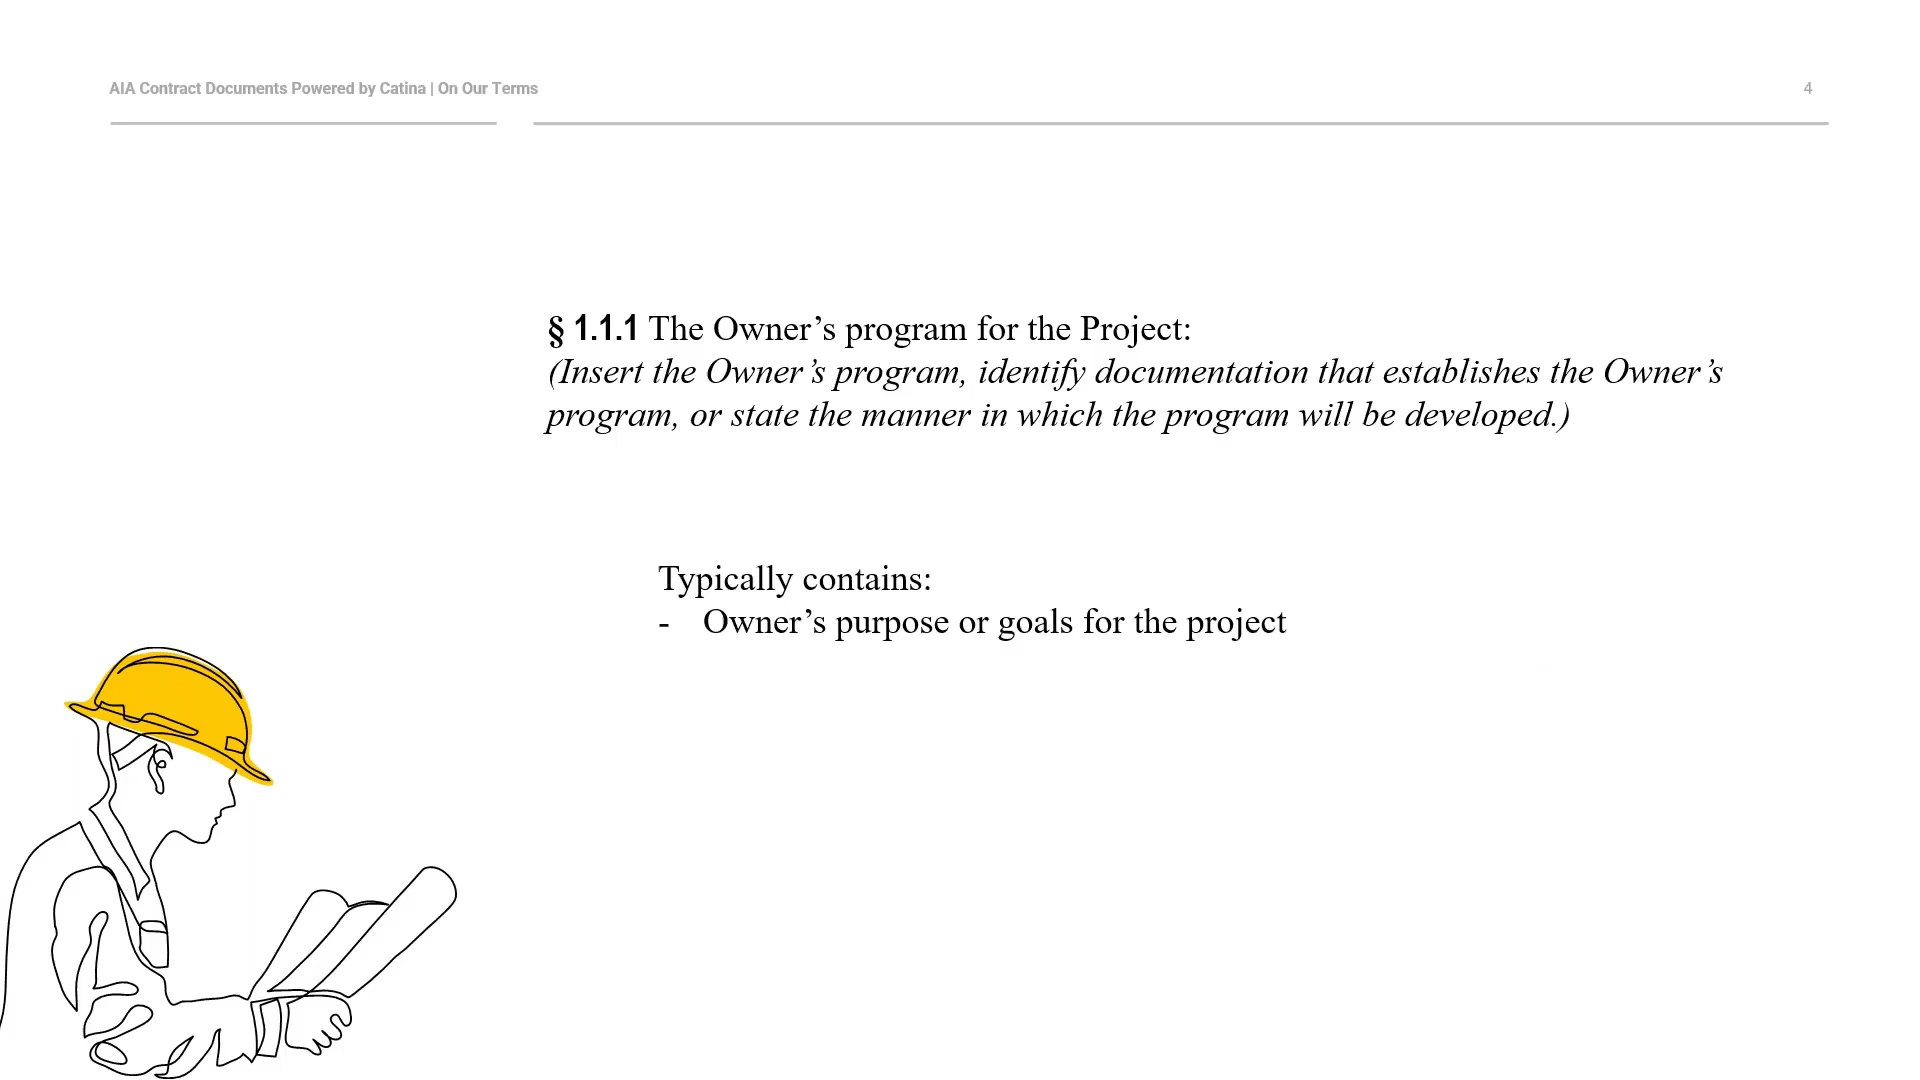 AIA Contract Documents Powered by Catina | On Our Terms
4
§ 1.1.1 The Owner’s program for the Project:
(Insert the Owner’s program, identify documentation that establishes the Owner’s
program, or state the manner in which the program will be developed.)
Typically contains:
- Owner’s purpose or goals for the project